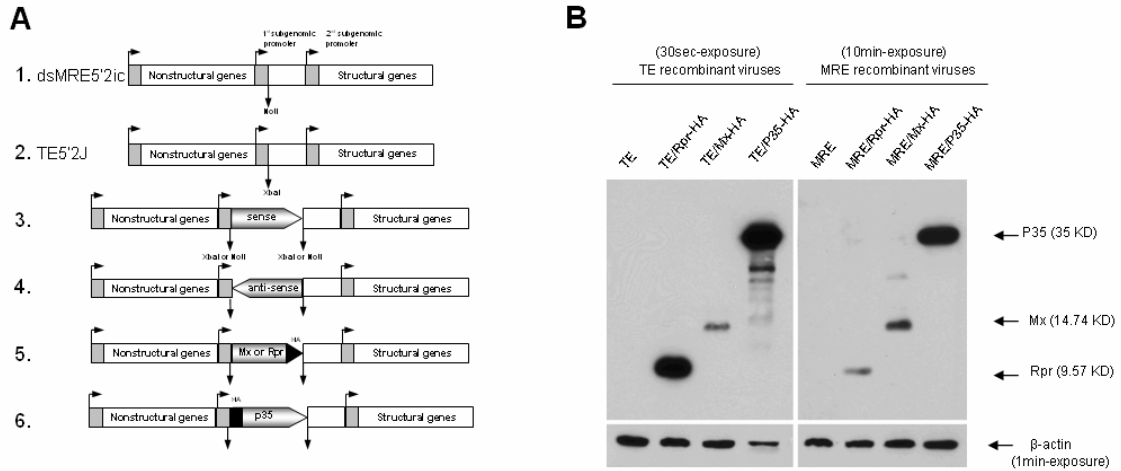 A
1st subgenomic promoter
2nd subgenomic promoter
1. dsMRE5'2ic
Nonstructural genes
Structural genes
NotI
2. TE5'2J
Nonstructural genes
Structural genes
XbaI
3.
Nonstructural genes
sense
Structural genes
XbaI or NotI
XbaI or NotI
4.
Nonstructural genes
anti-sense
Structural genes
5.
Nonstructural genes
Mx or Rpr
HA
Structural genes
6.
Nonstructural genes
HA
p35
Structural genes
B
(30sec-exposure)
TE recombinant viruses
(10min-exposure)
MRE recombinant viruses
TE
TE/Rpr-HA
TE/Mx-HA
TE/P35-HA
MRE
MRE/Rpr-HA
MRE/Mx-HA
MRE/P35-HA
P35 (35 KD)
Mx (14.74 KD)
Rpr (9.57 KD)
β-actin
(1min-exposure)